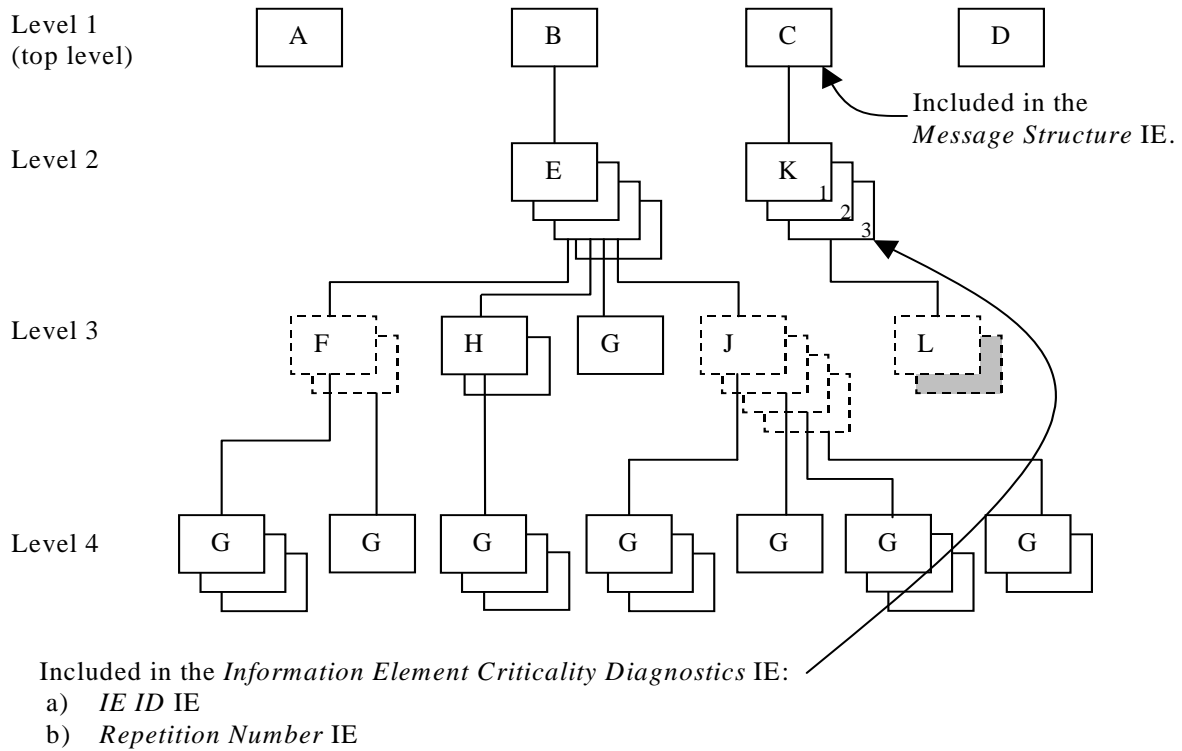 Level 1
(top level)
A
B
C
D
Included in the
Message Structure IE.
Level 2
E
K
1
2
3
Level 3
F
H
G
J
L
Level 4
G
G
G
G
G
G
G
Included in the Information Element Criticality Diagnostics IE:
a) IE ID IE
b) Repetition Number IE